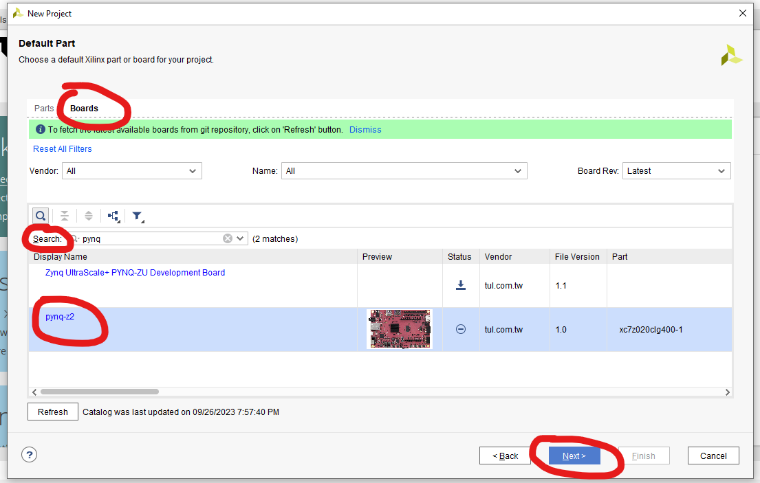 New Project
Default Part
Choose a default Xilinx part or board for your project.
Parts Boards
To fetch the latest available boards from git repository, click on 'Refresh' button. Dismiss
Reset All Filters
Vendor: All Name: All Board Rev: Latest
Search: pynq (2 matches)
Display Name Preview Status Vendor File Version Part
Zynq UltraScale+ PYNQ-ZU Development Board tul.com.tw 1.1
pynq-z2 tul.com.tw 1.0 xc7z020clg400-1
Refresh Catalog was last updated on 09/26/2023 7:57:40 PM
? < Back Next > Finish Cancel